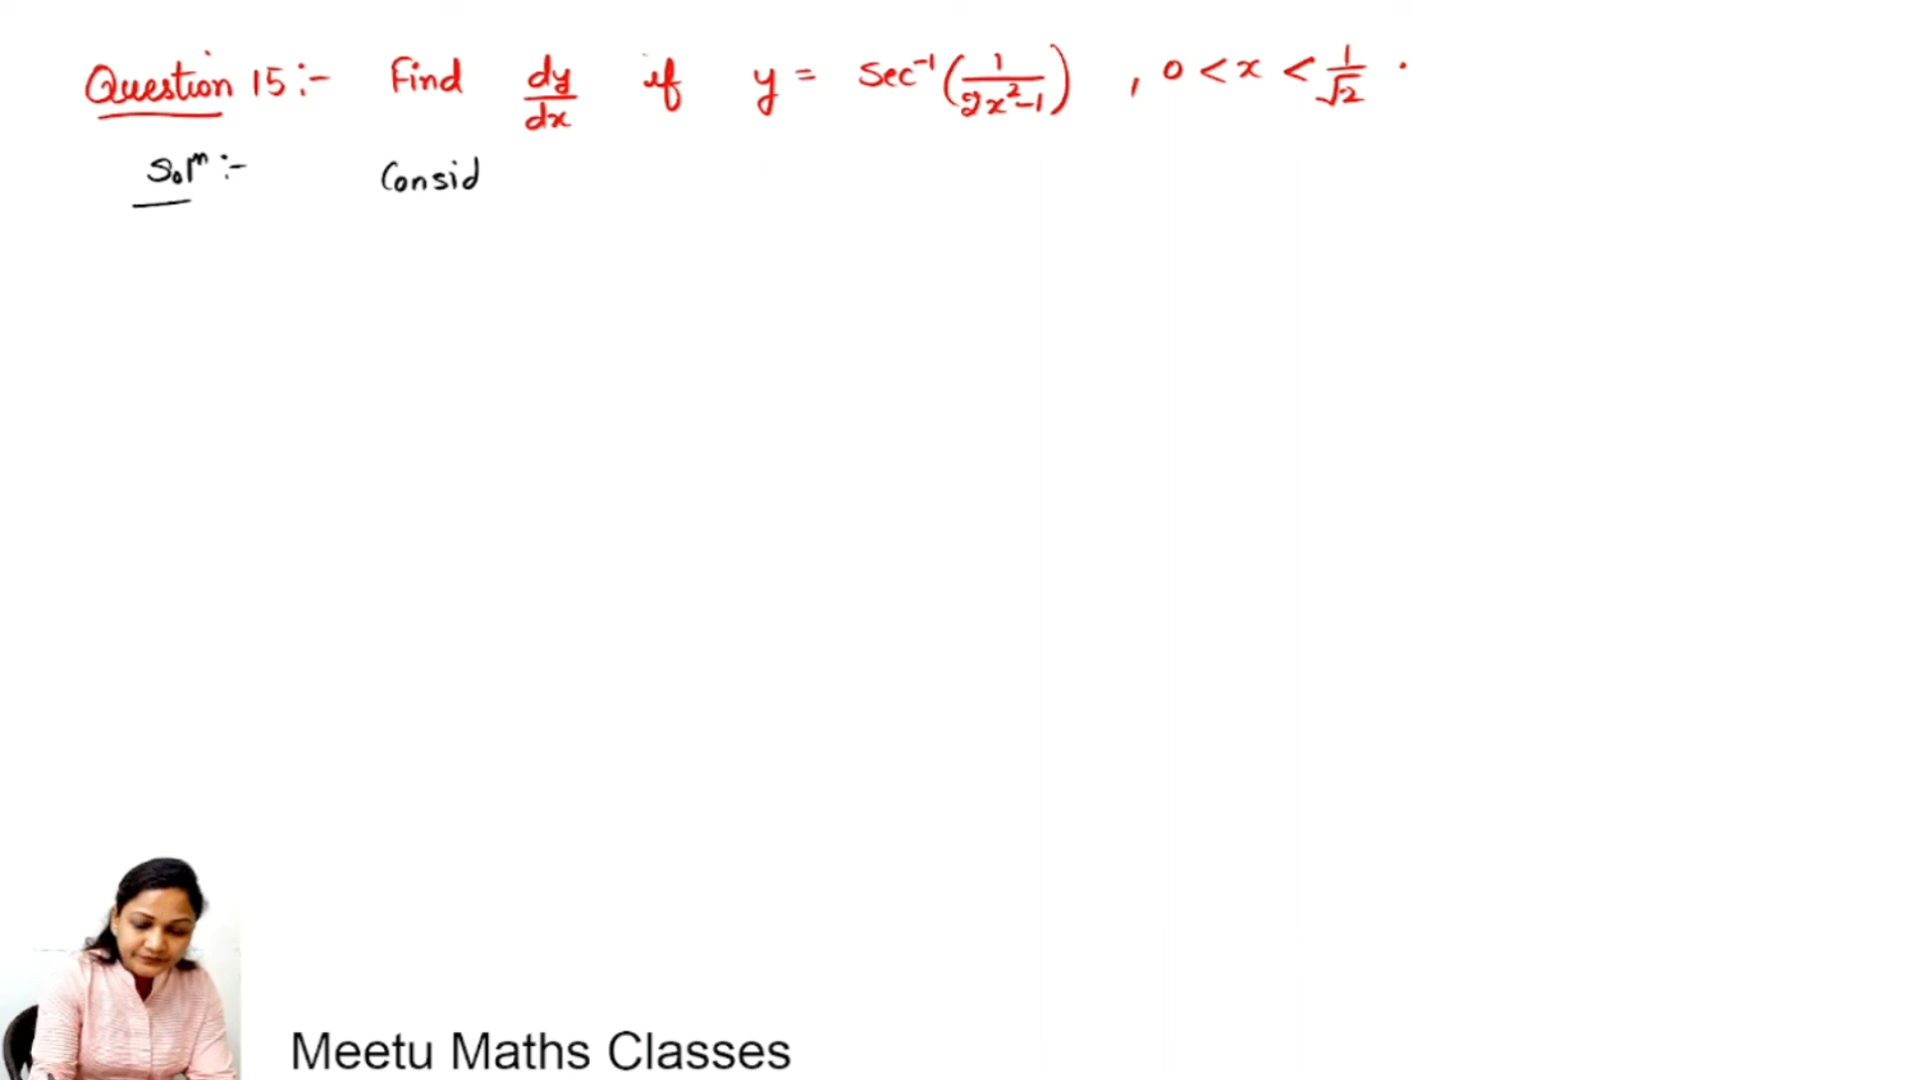 Question 15:- Find dy/dx if y = sec⁻¹(1/(2x²-1)) , 0 < x < 1/√2 .
Solⁿ :- Consid
Meetu Maths Classes